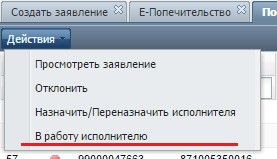 Создать заявление
Е-Попечительство
По
Действия
Просмотреть заявление
Отклонить
Назначить/Переназначить исполнителя
В работу исполнителю